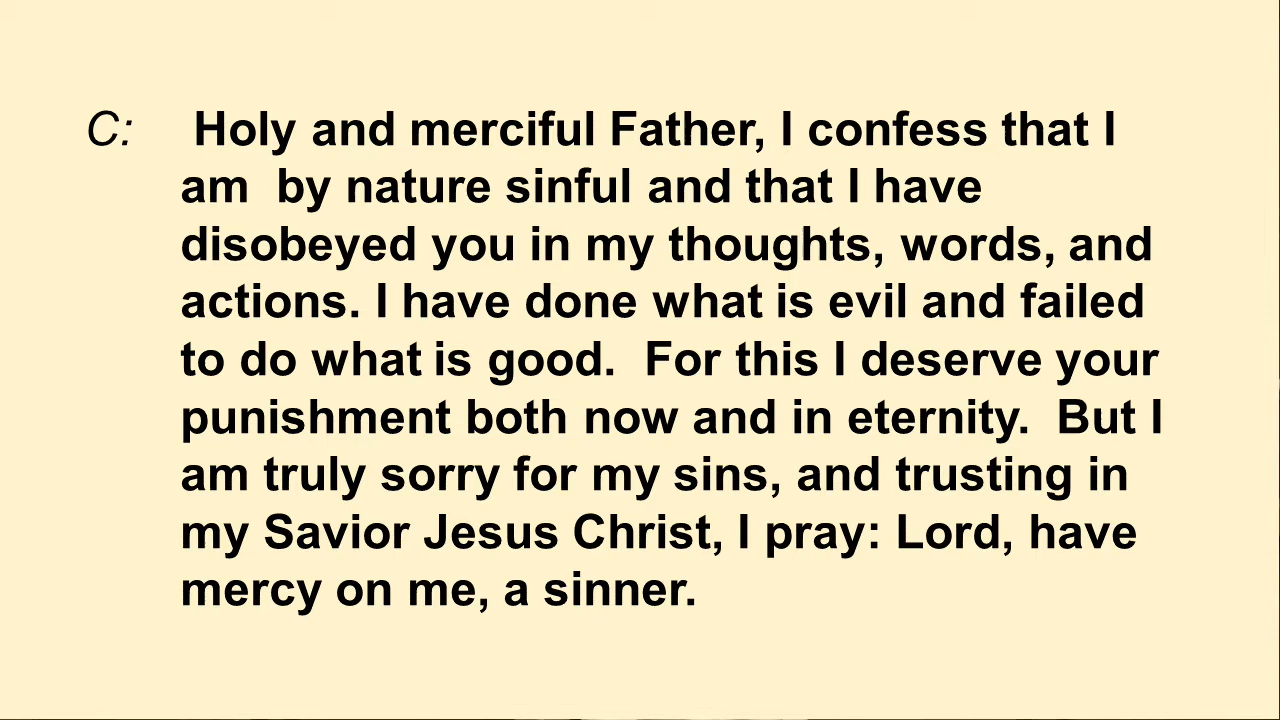 C: Holy and merciful Father, I confess that I
am by nature sinful and that I have
disobeyed you in my thoughts, words, and
actions. I have done what is evil and failed
to do what is good. For this I deserve your
punishment both now and in eternity. But I
am truly sorry for my sins, and trusting in
my Savior Jesus Christ, I pray: Lord, have
mercy on me, a sinner.